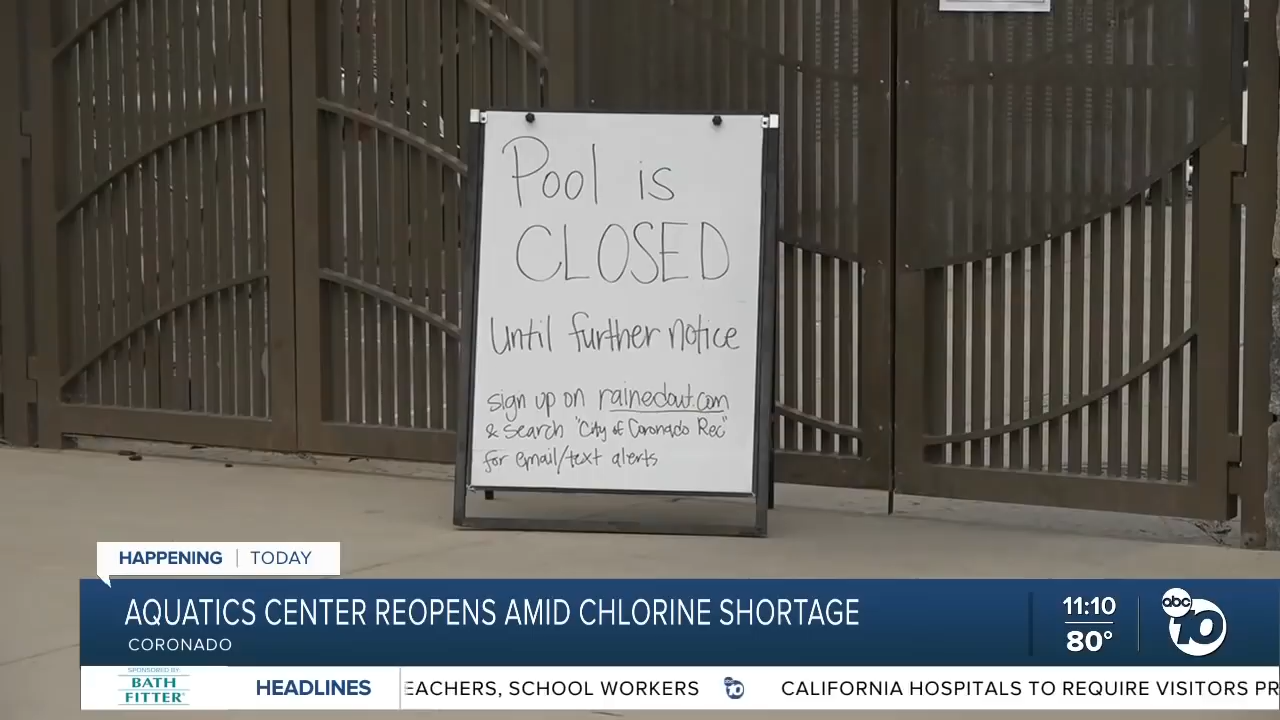 Pool is
CLOSED
until further notice
sign up on rainedout.com
& search "City of Coronado Rec"
for email/text alerts
HAPPENING | TODAY
AQUATICS CENTER REOPENS AMID CHLORINE SHORTAGE
CORONADO
11:10
80°
abc
10
SPONSORED BY:
BATH
FITTER®
HEADLINES
EACHERS, SCHOOL WORKERS abc 10 CALIFORNIA HOSPITALS TO REQUIRE VISITORS PR